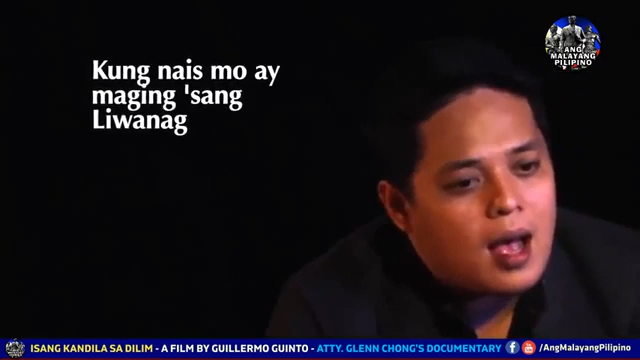 Kung nais mo ay
maging 'sang
Liwanag
ANG
MALAYANG
PILIPINO
ISANG KANDILA SA DILIM - A FILM BY GUILLERMO GUINTO - ATTY. GLENN CHONG'S DOCUMENTARY /AngMalayangPilipino